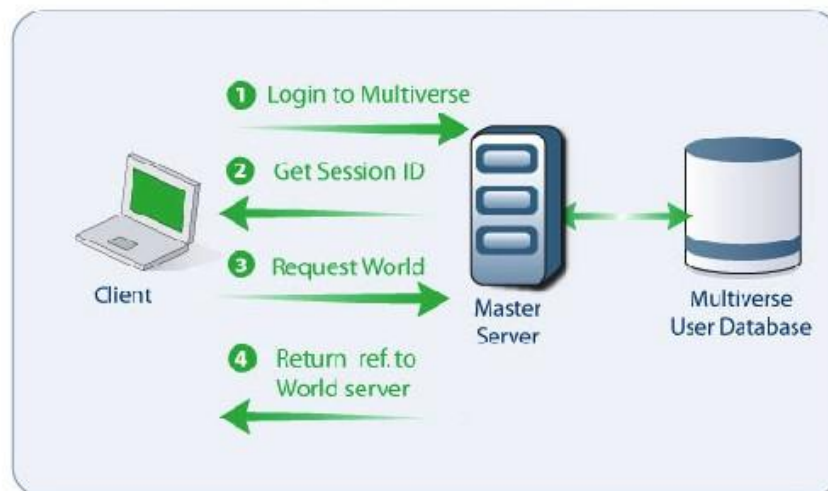 1 Login to Multiverse
2 Get Session ID
3 Request World
Client
Master
Server
Multiverse
User Database
4 Return ref. to
World server